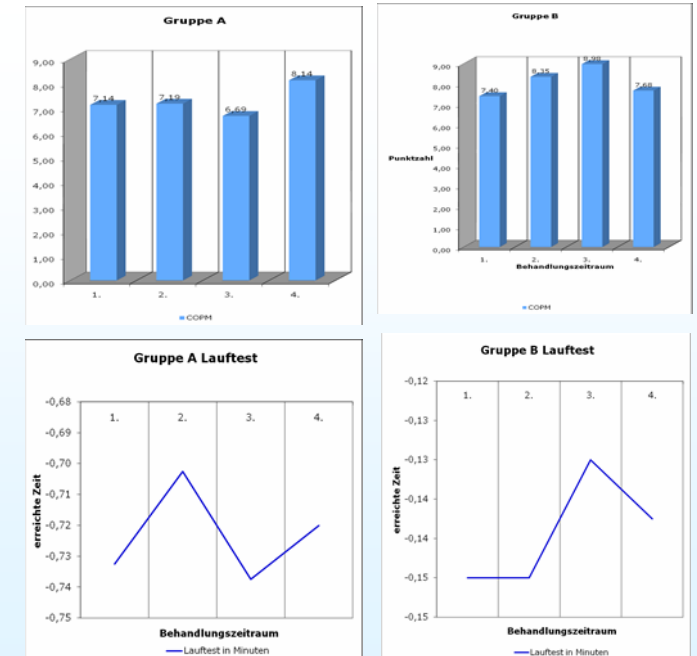 Gruppe A
9,00
8,00
7,00
6,00
5,00
4,00
3,00
2,00
1,00
0,00
7,14
7,19
6,69
8,14
1. 2. 3. 4.
COPM
Gruppe B
9,00
8,00
7,00
6,00
5,00
4,00
3,00
2,00
1,00
0,00
Punktzahl
7,40
8,35
8,98
7,68
1. 2. 3. 4.
Behandlungszeitraum
COPM
Gruppe A Lauftest
-0,68
-0,69
-0,70
-0,71
-0,72
-0,73
-0,74
-0,75
erreichte Zeit
1. 2. 3. 4.
Behandlungszeitraum
Lauftest in Minuten
Gruppe B Lauftest
-0,12
-0,13
-0,13
-0,14
-0,14
-0,15
-0,15
erreichte Zeit
1. 2. 3. 4.
Behandlungszeitraum
Lauftest in Minuten